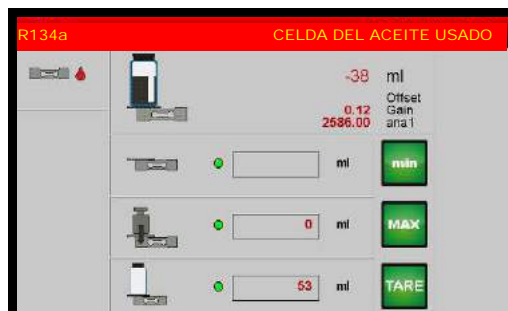 R134a CELDA DEL ACEITE USADO
-38 ml
Offset
0.12 Gain
2586.00 ana1
ml min
0 ml MAX
53 ml TARE